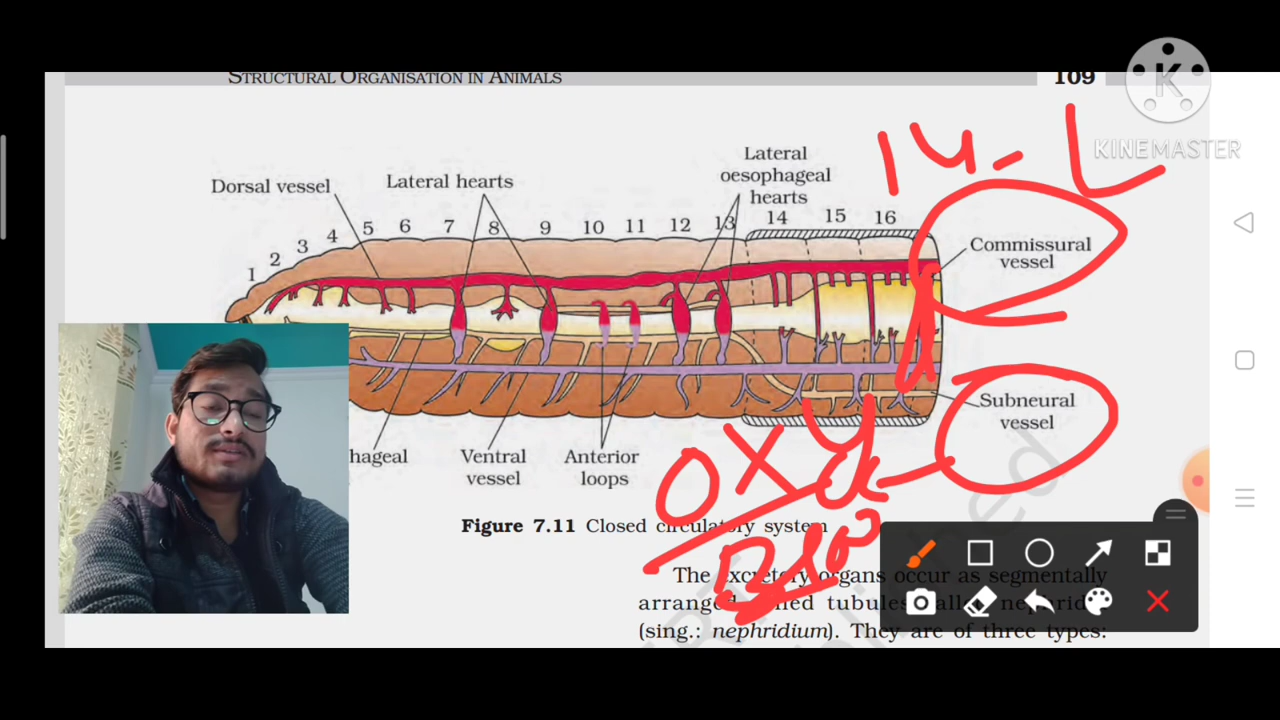 STRUCTURAL ORGANISATION IN ANIMALS 109
K
KINEMASTER
14 - L
Lateral
oesophageal
hearts
Dorsal vessel
Lateral hearts
1 2 3 4 5 6 7 8 9 10 11 12 13 14 15 16
Commissural
vessel
Subneural
vessel
hageal
Ventral
vessel
Anterior
loops
oxy
Figure 7.11 Closed circulatory system
The excretory organs occur as segmentally
arranged tubules
(sing.: nephridium). They are of three types: